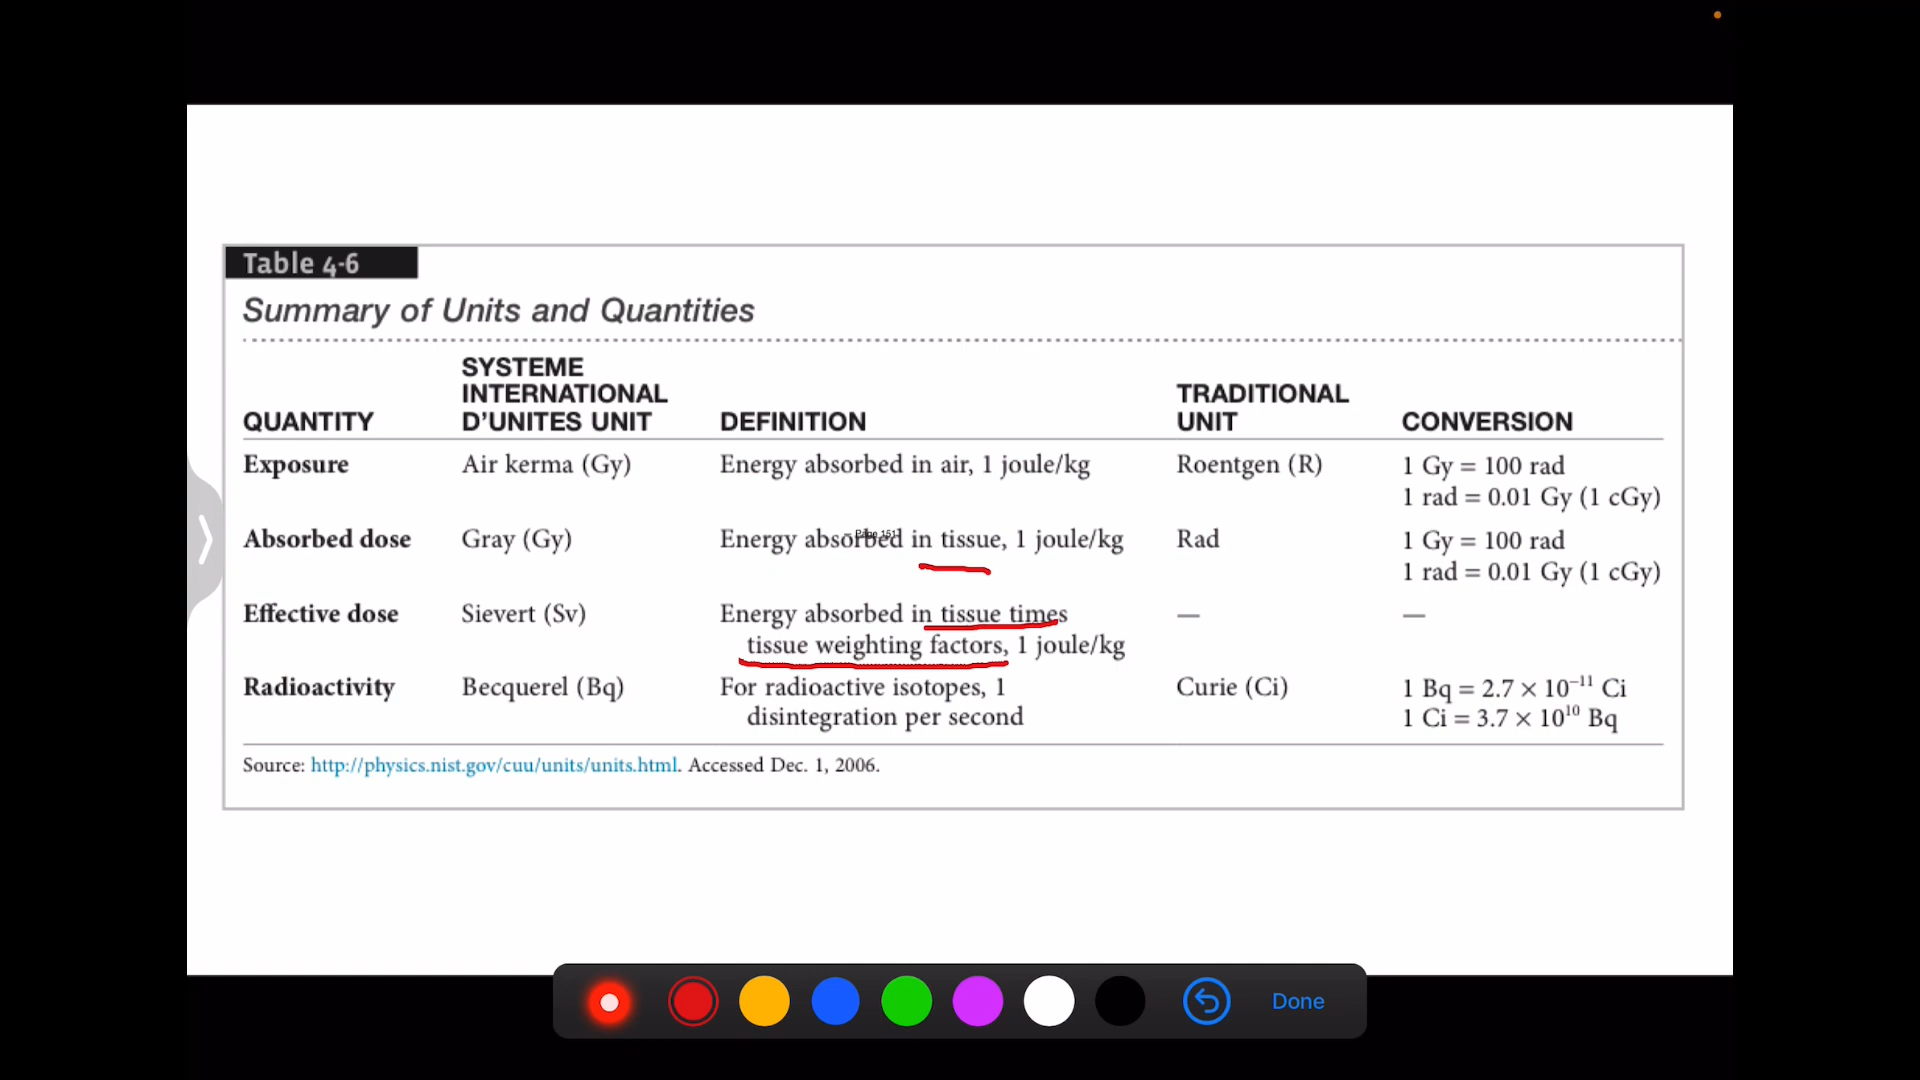 Table 4-6
Summary of Units and Quantities
QUANTITY SYSTEME INTERNATIONAL D'UNITES UNIT DEFINITION TRADITIONAL UNIT CONVERSION
Exposure Air kerma (Gy) Energy absorbed in air, 1 joule/kg Roentgen (R) 1 Gy = 100 rad
1 rad = 0.01 Gy (1 cGy)
Absorbed dose Gray (Gy) Energy absorbed in tissue, 1 joule/kg Rad 1 Gy = 100 rad
Page 151
1 rad = 0.01 Gy (1 cGy)
Effective dose Sievert (Sv) Energy absorbed in tissue times — —
tissue weighting factors, 1 joule/kg
Radioactivity Becquerel (Bq) For radioactive isotopes, 1 Curie (Ci) 1 Bq = 2.7 × 10⁻¹¹ Ci
disintegration per second 1 Ci = 3.7 × 10¹⁰ Bq
Source: http://physics.nist.gov/cuu/units/units.html. Accessed Dec. 1, 2006.
Done